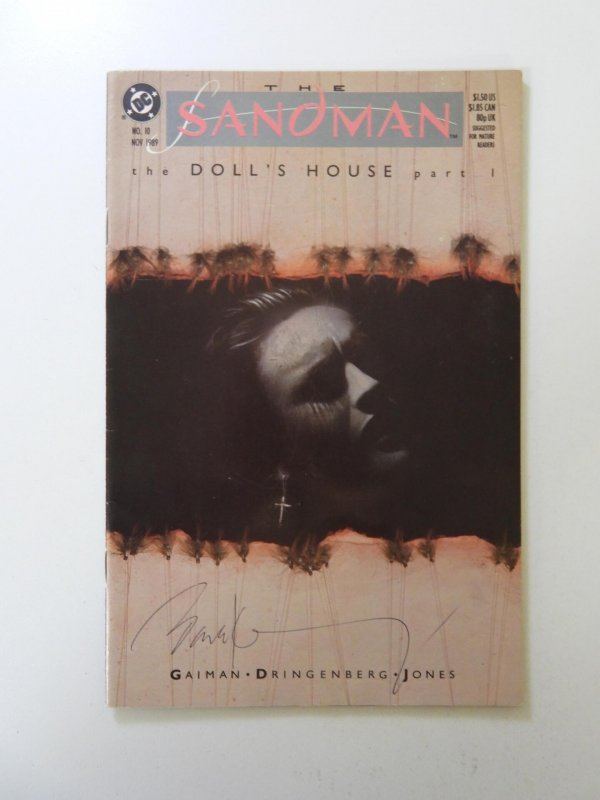 THE
SANDMAN™
DC
NO. 10
NOV 1989
$1.50 US
$1.85 CAN
80p UK
SUGGESTED
FOR MATURE
READERS
the DOLL'S HOUSE part 1
GAIMAN • DRINGENBERG • JONES